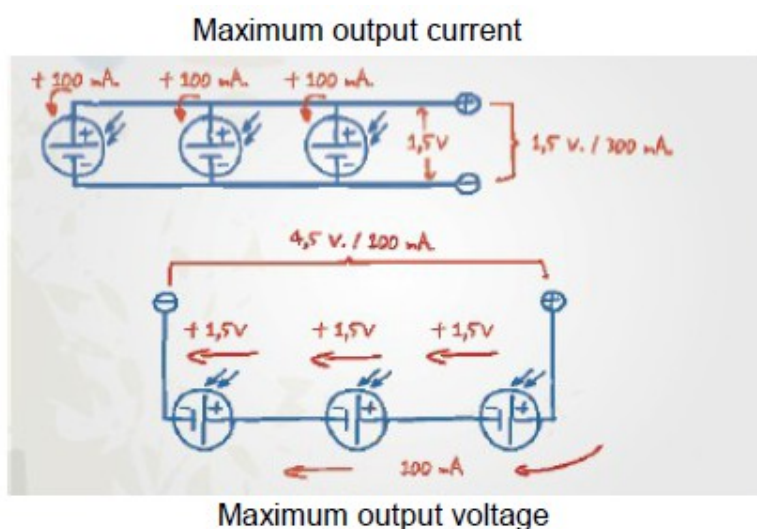 Maximum output current
+ 100 mA. + 100 mA. + 100 mA.
+ + + 1,5V 1,5 V. / 300 mA.
- - - -
4,5 V. / 100 mA
- +
+ 1,5V + 1,5V + 1,5V
- + - + - +
100 mA
Maximum output voltage